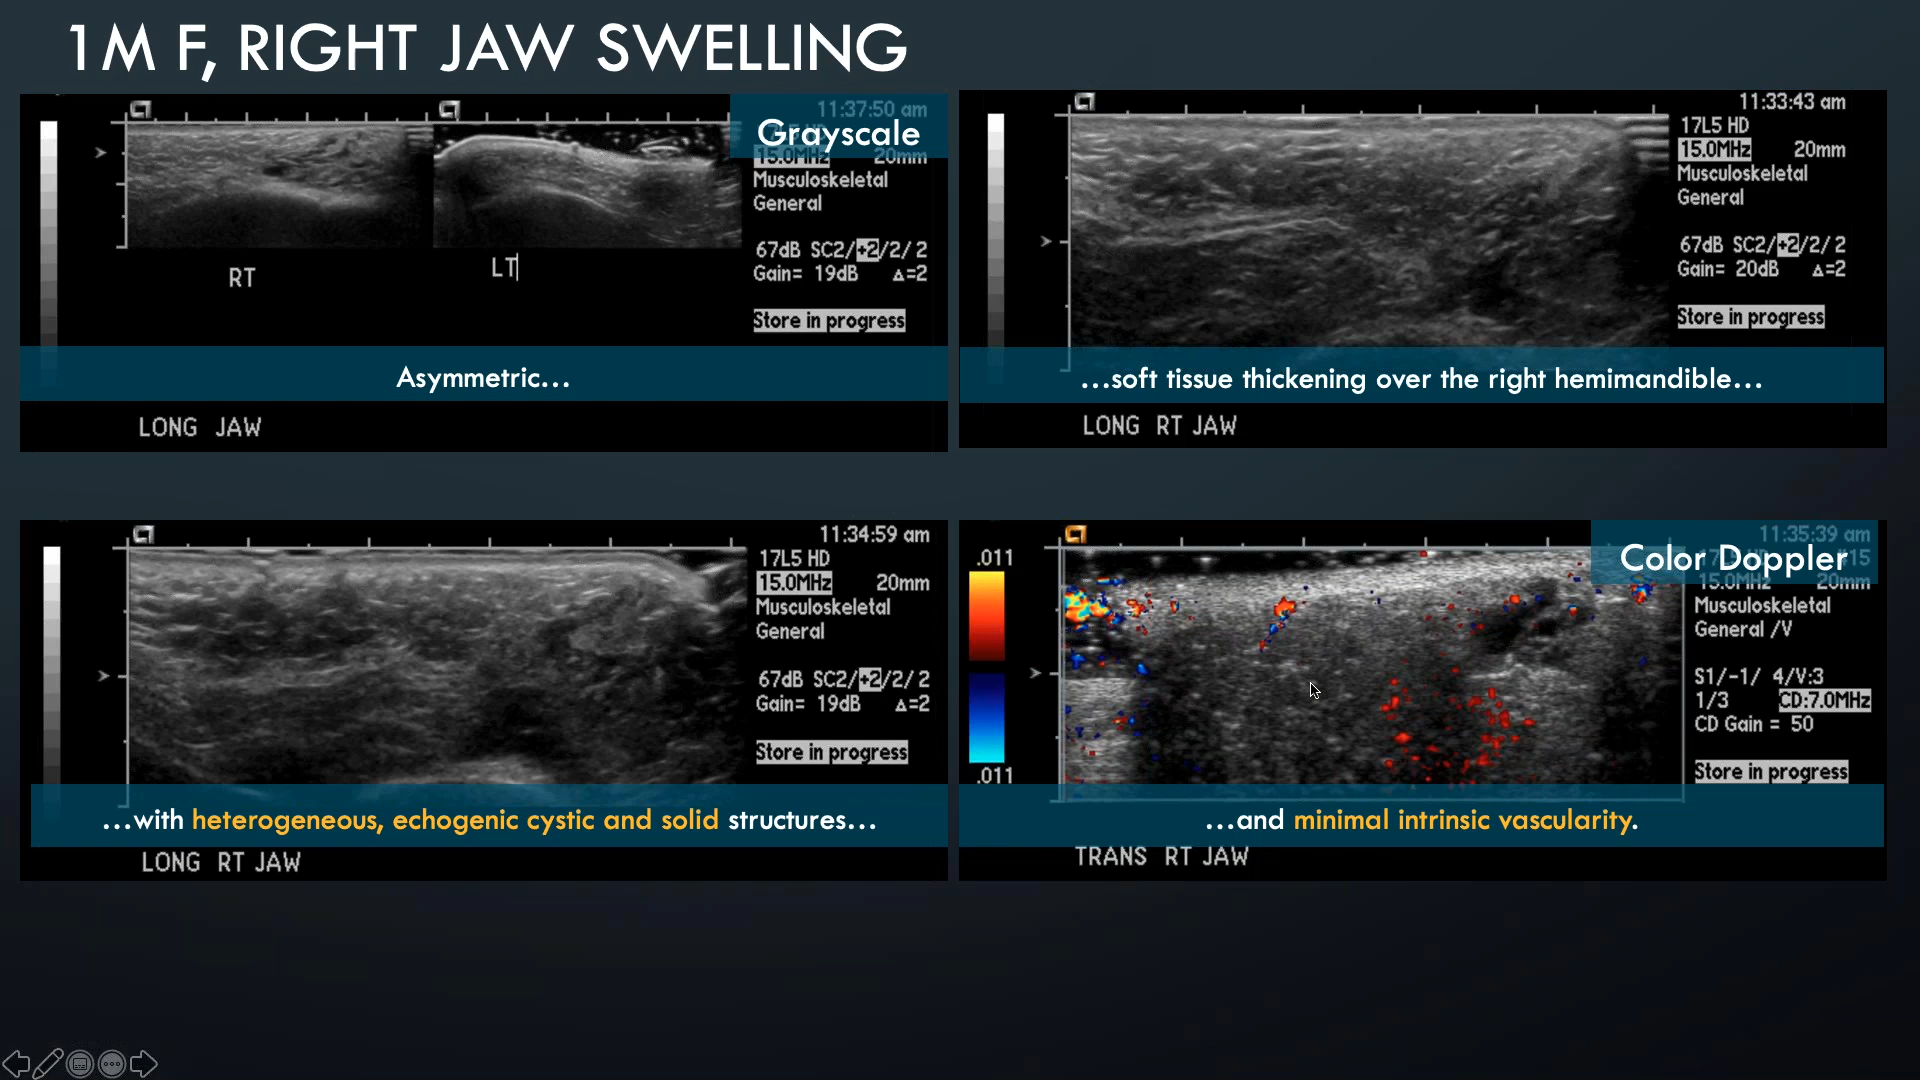 1M F, RIGHT JAW SWELLING
11:37:50 am
Grayscale
15.0MHz 20mm
Musculoskeletal
General
67dB SC2/+2/2/2
Gain= 19dB ▵=2
Store in progress
RT
LT
Asymmetric...
LONG JAW
11:33:43 am
17L5 HD
15.0MHz 20mm
Musculoskeletal
General
67dB SC2/+2/2/2
Gain= 20dB ▵=2
Store in progress
...soft tissue thickening over the right hemimandible...
LONG RT JAW
11:34:59 am
17L5 HD
15.0MHz 20mm
Musculoskeletal
General
67dB SC2/+2/2/2
Gain= 19dB ▵=2
Store in progress
...with heterogeneous, echogenic cystic and solid structures...
LONG RT JAW
.011
.011
11:35:39 am
Color Doppler
15.0MHz 20mm
Musculoskeletal
General /V
S1/-1/ 4/V:3
1/3 CD:7.0MHz
CD Gain = 50
Store in progress
...and minimal intrinsic vascularity.
TRANS RT JAW